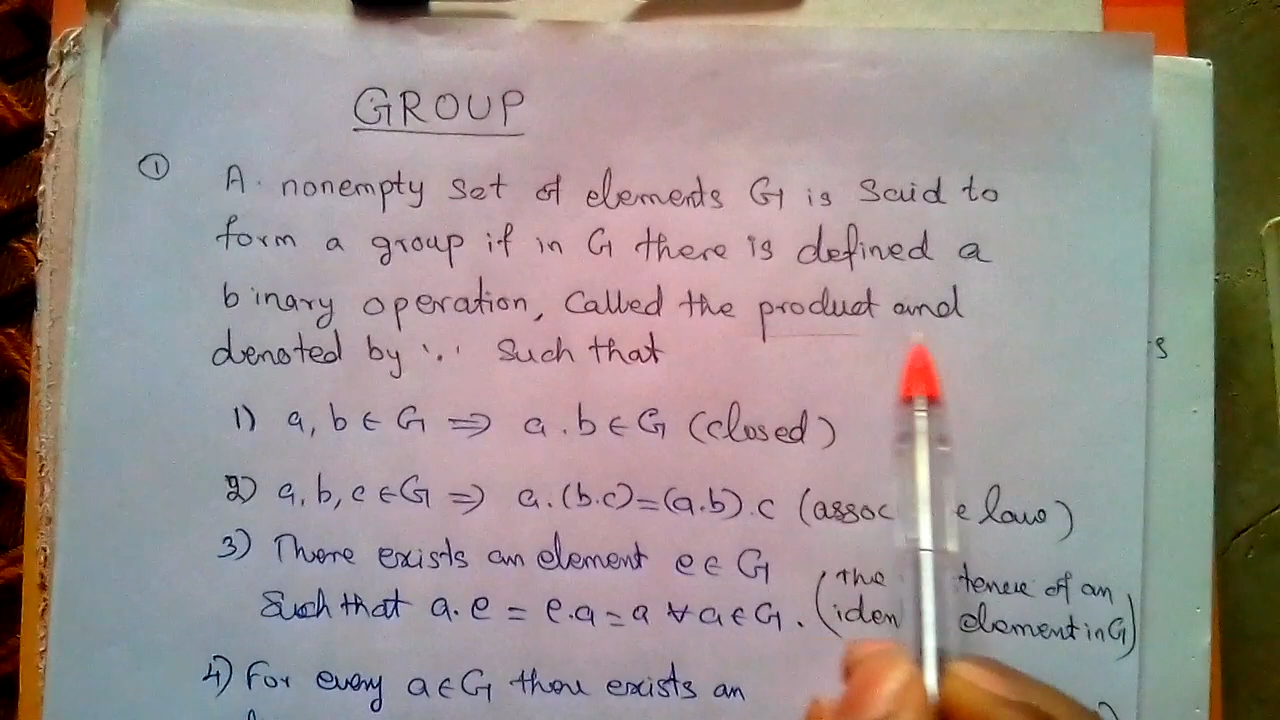 GROUP
① A nonempty set of elements G is said to
form a group if in G there is defined a
binary operation, called the product and
denoted by '.' such that
1) a, b ∈ G ⇒ a . b ∈ G (closed)
2) a, b, c ∈ G ⇒ a. (b.c) = (a.b) . c (assoc e law)
3) There exists an element e ∈ G
Such that a. e = e.a = a ∀ a ∈ G . (the tence of an
iden element in G)
4) For every a ∈ G there exists an